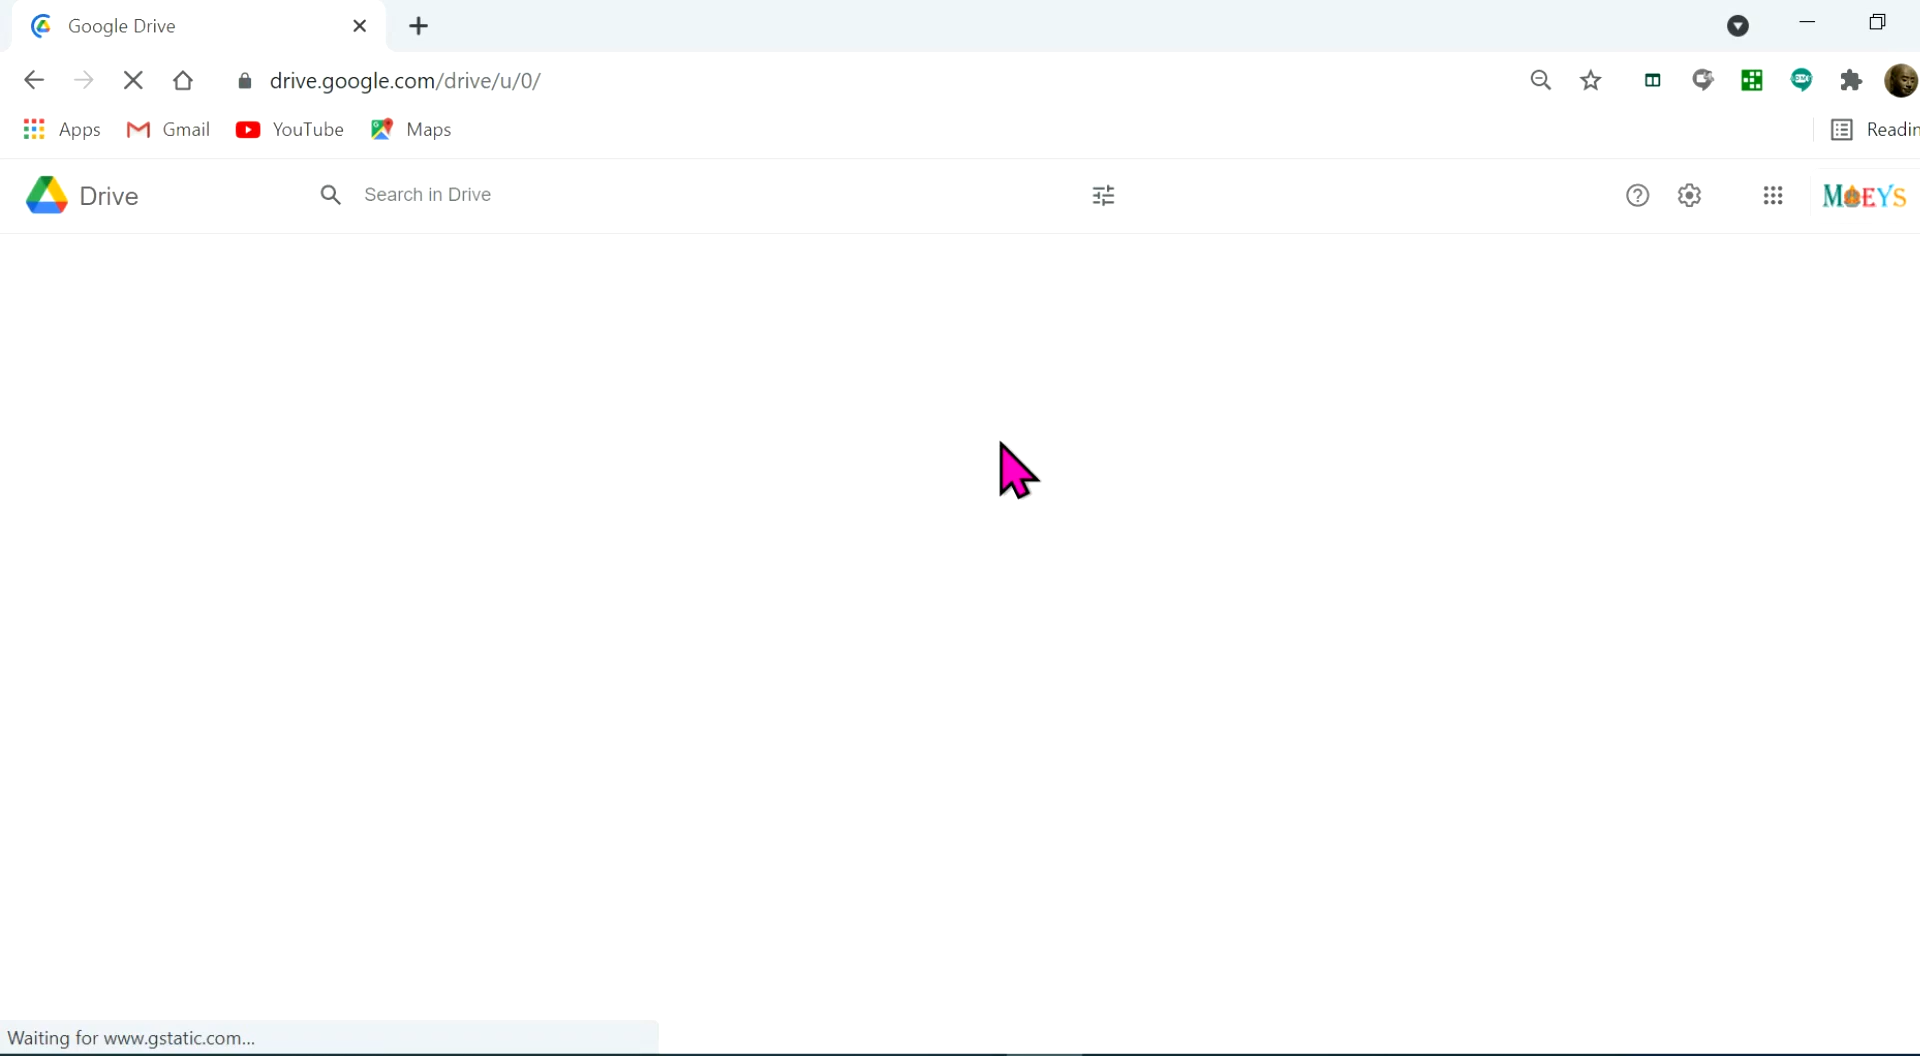 Google Drive
drive.google.com/drive/u/0/
Apps Gmail YouTube Maps Readin
Drive Search in Drive MOEYS
Waiting for www.gstatic.com...